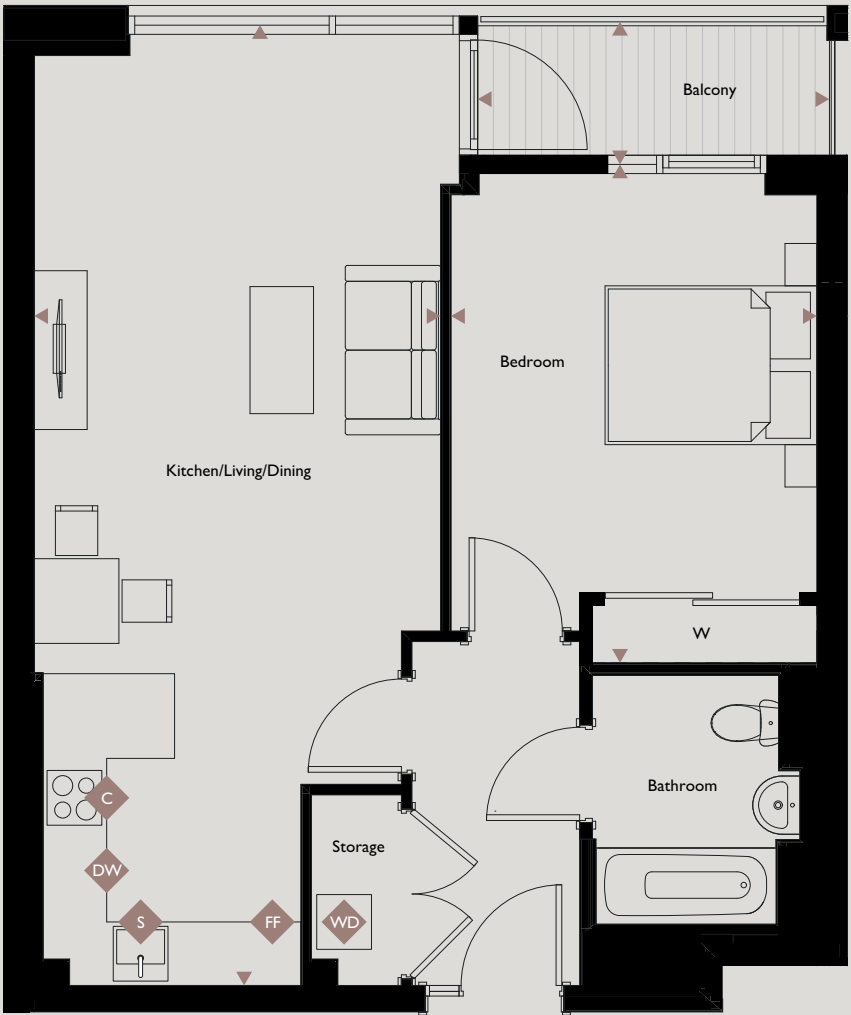 Balcony
Bedroom
Kitchen/Living/Dining
W
Bathroom
C
Storage
DW
S
FF
WD